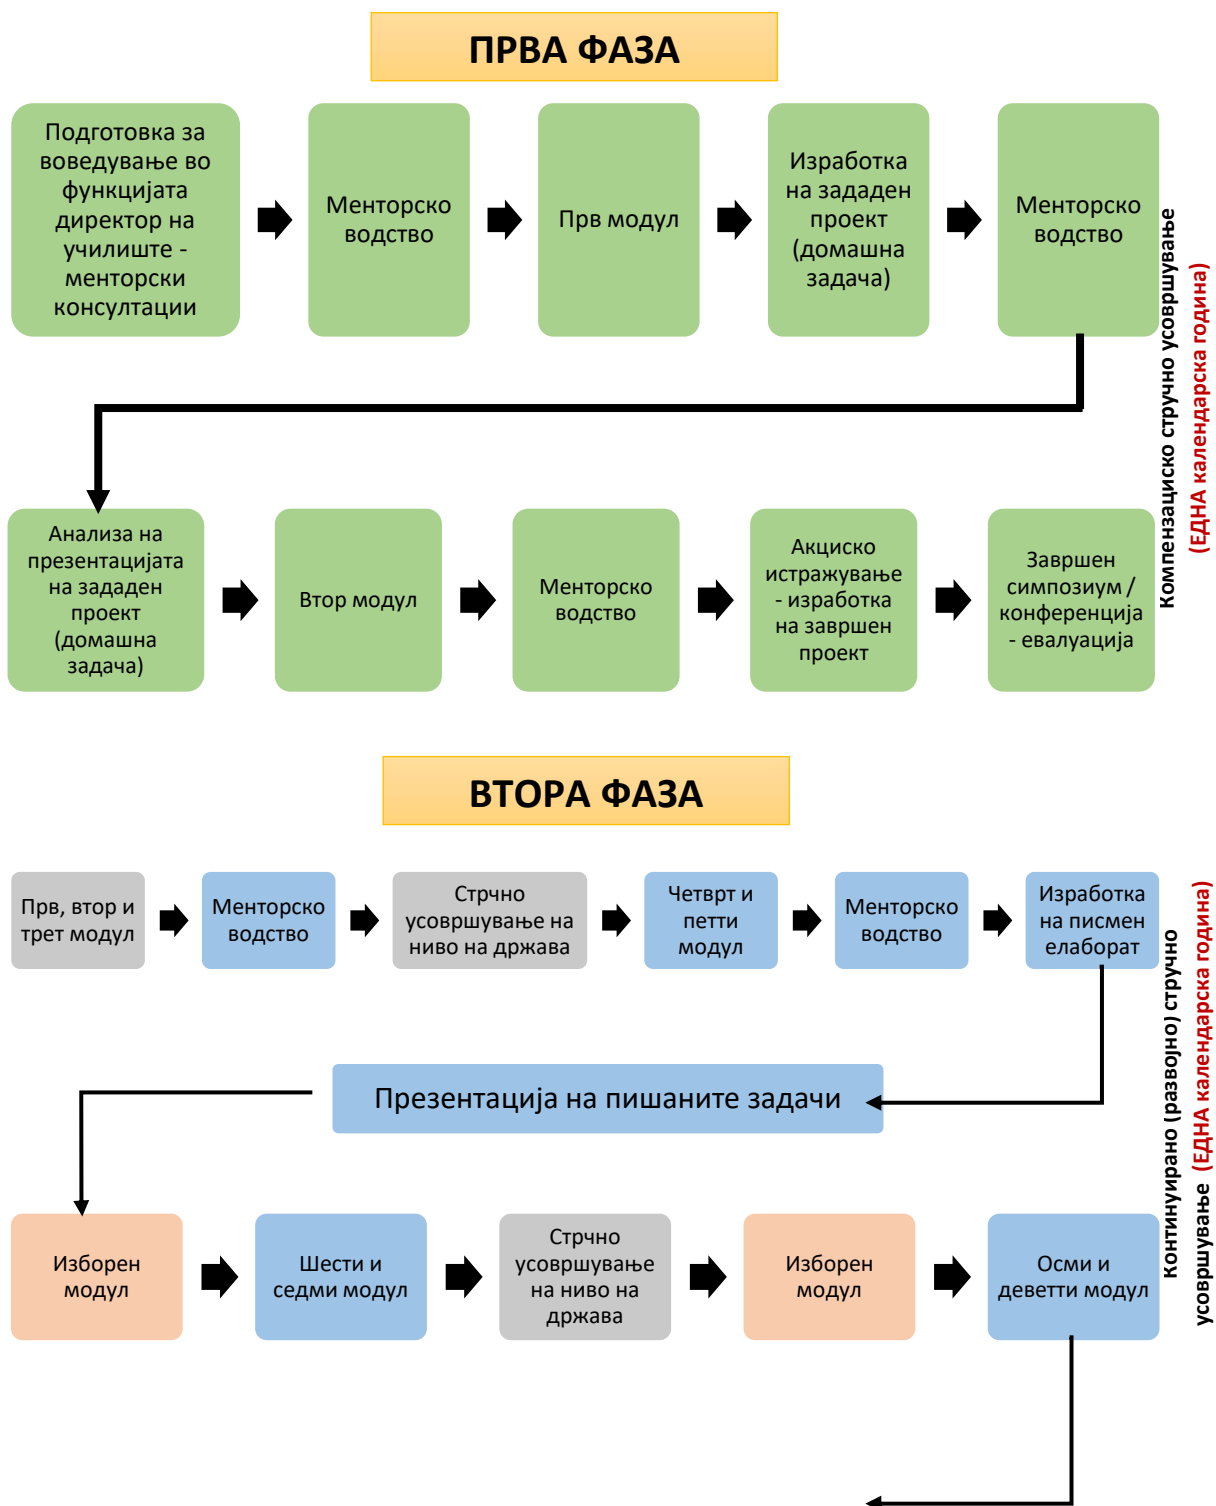 ПРВА ФАЗА
Подготовка за
воведување во
функцијата
директор на
училиште -
менторски
консултации
Менторско
водство
Прв модул
Изработка
на зададен
проект
(домашна
задача)
Менторско
водство
Компензациско стручно усовршување
(ЕДНА календарска година)
Анализа на
презентацијата
на зададен
проект
(домашна
задача)
Втор модул
Менторско
водство
Акциско
истражување
- изработка
на завршен
проект
Завршен
симпозиум /
конференција
- евалуација
ВТОРА ФАЗА
Прв, втор и
трет модул
Менторско
водство
Стрчно
усовршување на
ниво на држава
Четврт и
петти
модул
Менторско
водство
Изработка
на писмен
елаборат
Континуирано (развојно) стручно
усовршување (ЕДНА календарска година)
Презентација на пишаните задачи
Изборен
модул
Шести и
седми модул
Стрчно
усовршување
на ниво на
држава
Изборен
модул
Осми и
деветти модул